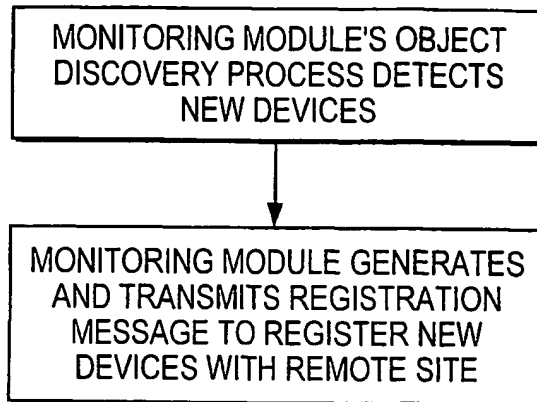 MONITORING MODULE'S OBJECT
DISCOVERY PROCESS DETECTS
NEW DEVICES
MONITORING MODULE GENERATES
AND TRANSMITS REGISTRATION
MESSAGE TO REGISTER NEW
DEVICES WITH REMOTE SITE